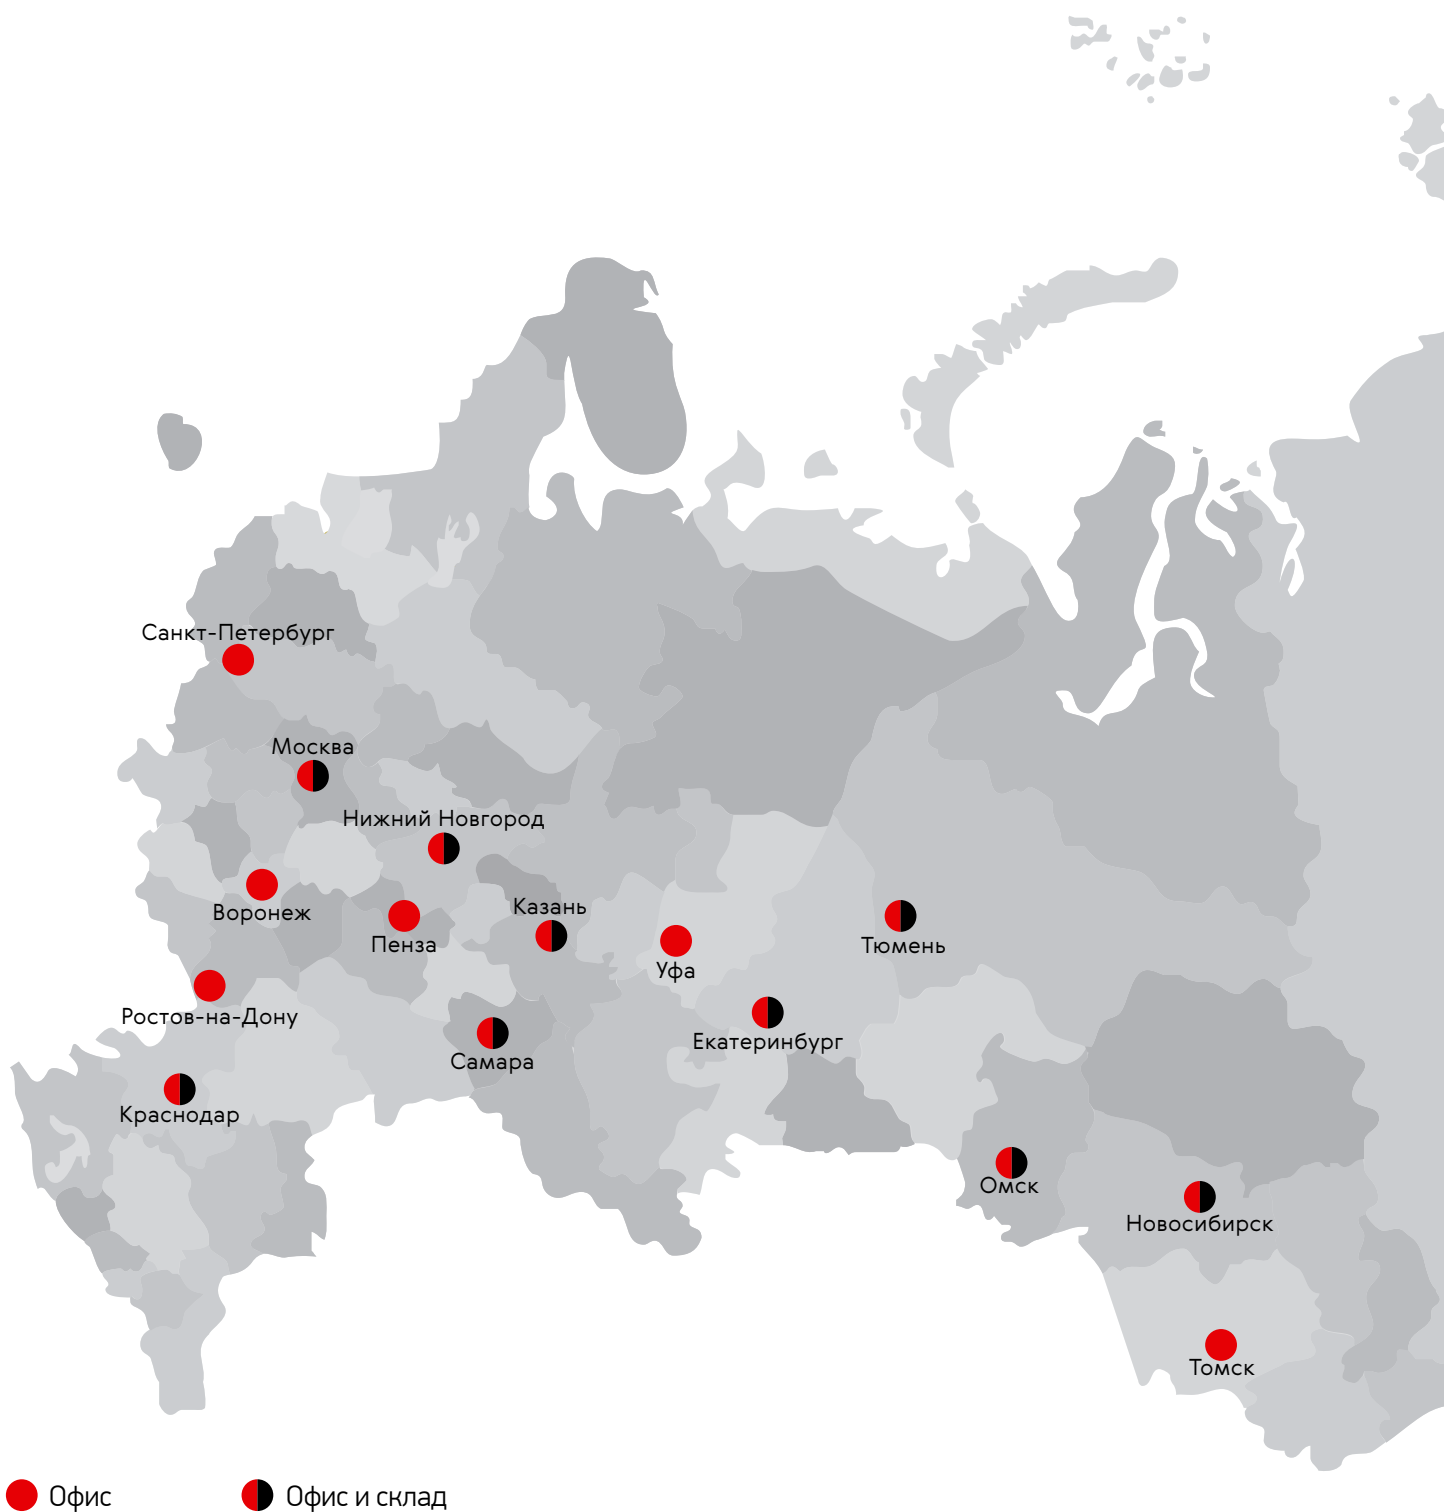 Санкт-Петербург
Москва
Нижний Новгород
Воронеж
Казань
Пенза
Тюмень
Уфа
Ростов-на-Дону
Екатеринбург
Самара
Краснодар
Омск
Новосибирск
Томск
Офис
Офис и склад